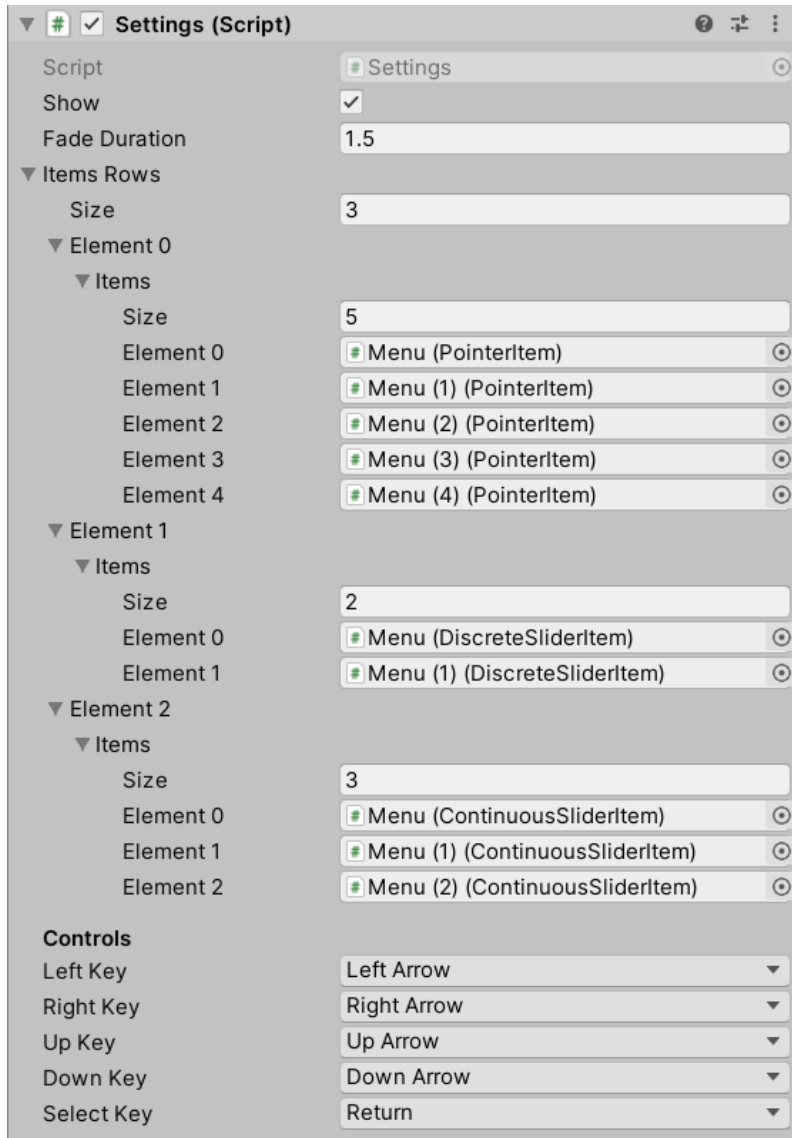 Settings (Script)
Script Settings
Show
Fade Duration 1.5
Items Rows
Size 3
Element 0
Items
Size 5
Element 0 Menu (PointerItem)
Element 1 Menu (1) (PointerItem)
Element 2 Menu (2) (PointerItem)
Element 3 Menu (3) (PointerItem)
Element 4 Menu (4) (PointerItem)
Element 1
Items
Size 2
Element 0 Menu (DiscreteSliderItem)
Element 1 Menu (1) (DiscreteSliderItem)
Element 2
Items
Size 3
Element 0 Menu (ContinuousSliderItem)
Element 1 Menu (1) (ContinuousSliderItem)
Element 2 Menu (2) (ContinuousSliderItem)
Controls
Left Key Left Arrow
Right Key Right Arrow
Up Key Up Arrow
Down Key Down Arrow
Select Key Return